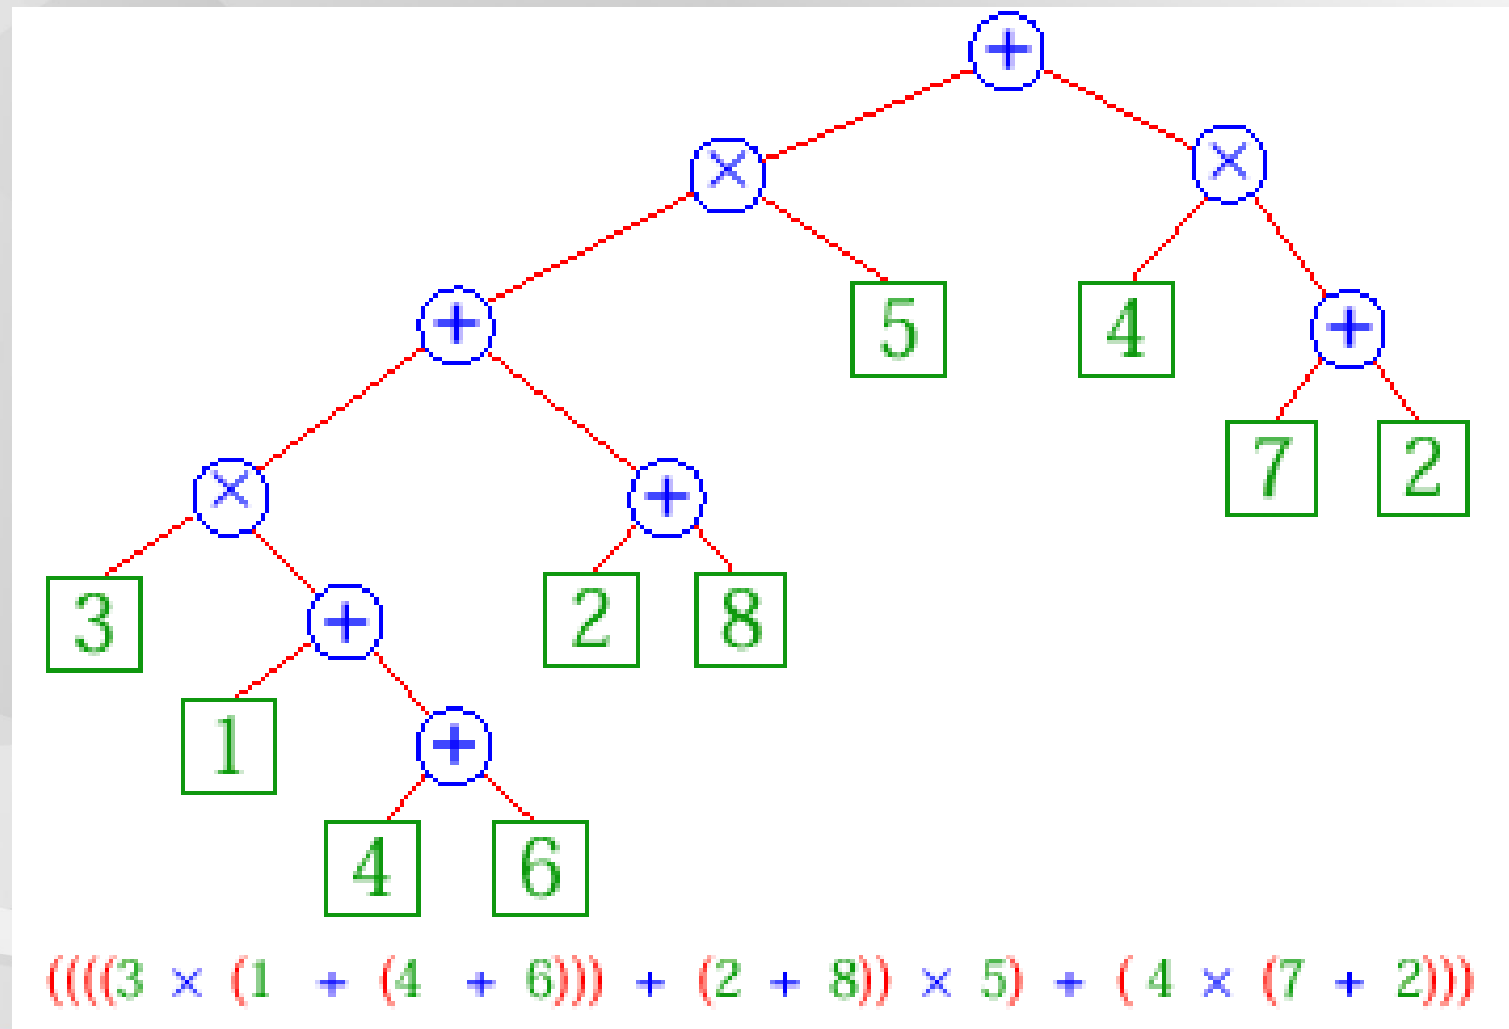 +
× ×
+ 5 4 +
7 2
× +
3 + 2 8
1 +
4 6
((((3 × (1 + (4 + 6))) + (2 + 8)) × 5) + ( 4 × (7 + 2)))